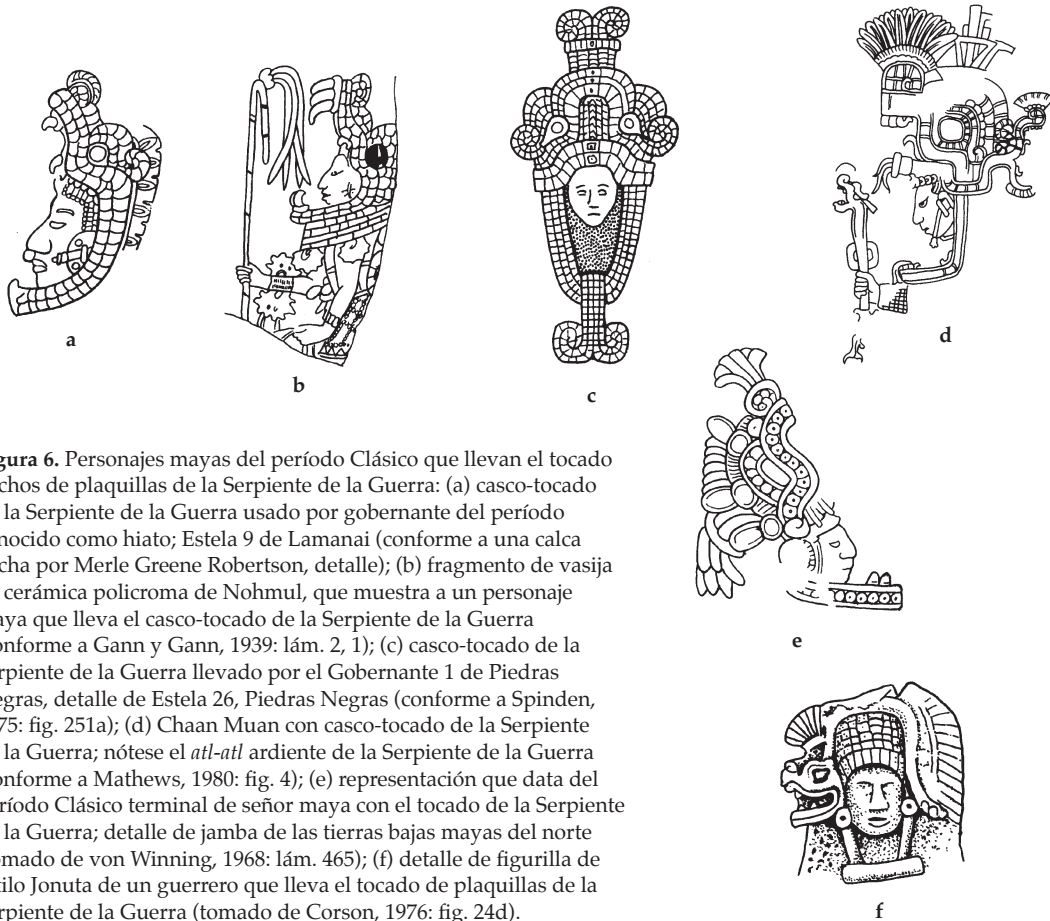 a
b
c
d
gura 6. Personajes mayas del período Clásico que llevan el tocado
chos de plaquillas de la Serpiente de la Guerra: (a) casco-tocado
la Serpiente de la Guerra usado por gobernante del período
nocido como hiato; Estela 9 de Lamanai (conforme a una calca
cha por Merle Greene Robertson, detalle); (b) fragmento de vasija
cerámica policroma de Nohmul, que muestra a un personaje
aya que lleva el casco-tocado de la Serpiente de la Guerra
onforme a Gann y Gann, 1939: lám. 2, 1); (c) casco-tocado de la
rpiente de la Guerra llevado por el Gobernante 1 de Piedras
egras, detalle de Estela 26, Piedras Negras (conforme a Spinden,
75: fig. 251a); (d) Chaan Muan con casco-tocado de la Serpiente
la Guerra; nótese el atl-atl ardiente de la Serpiente de la Guerra
onforme a Mathews, 1980: fig. 4); (e) representación que data del
ríodo Clásico terminal de señor maya con el tocado de la Serpiente
la Guerra; detalle de jamba de las tierras bajas mayas del norte
omado de von Winning, 1968: lám. 465); (f) detalle de figurilla de
tilo Jonuta de un guerrero que lleva el tocado de plaquillas de la
rpiente de la Guerra (tomado de Corson, 1976: fig. 24d).
e
f